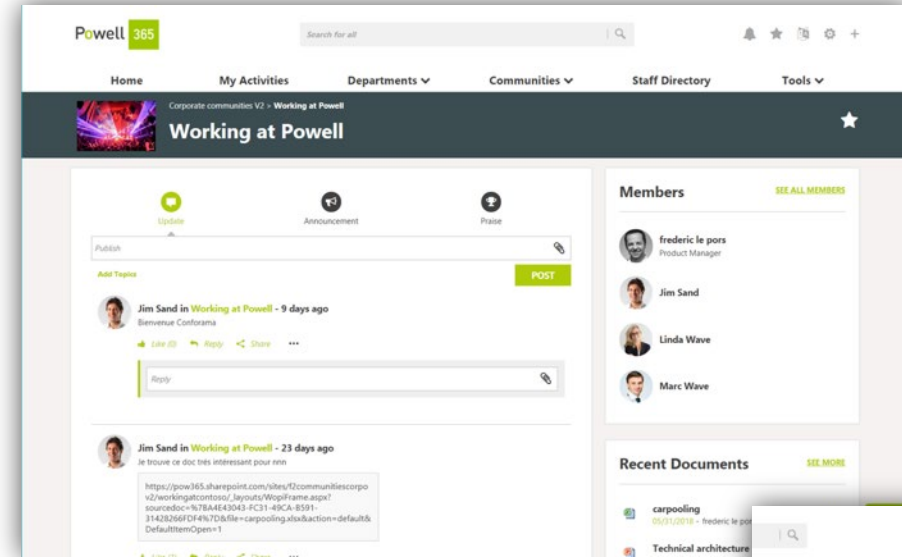 Powell 365
Search for all
Home My Activities Departments Communities Staff Directory Tools
Corporate communities V2 > Working at Powell
Working at Powell
Update Announcement Praise
Publish
Add Topics POST
Jim Sand in Working at Powell - 9 days ago
Bienvenue Conforama
Like (0) Reply Share •••
Reply
Jim Sand in Working at Powell - 23 days ago
Je trouve ce doc très intéressant pour nnn
https://pow365.sharepoint.com/sites/f2communitiescorpo
v2/workingatcontoso/_layouts/WopiFrame.aspx?
sourcedoc=%7BA4E43043-FC31-49CA-B591-
31428266FDF4%7D&file=carpooling.xlsx&action=default&
DefaultItemOpen=1
Members SEE ALL MEMBERS
frederic le pors
Product Manager
Jim Sand
Linda Wave
Marc Wave
Recent Documents SEE MORE
carpooling
05/31/2018 - frederic le por
Technical architecture